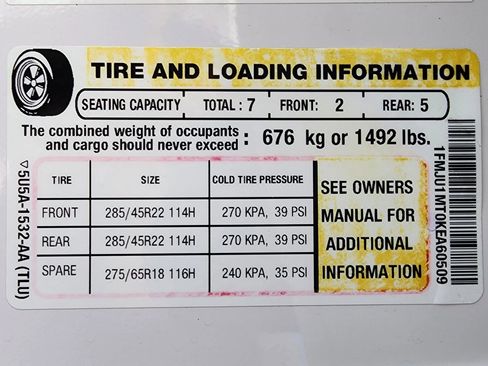 TIRE AND LOADING INFORMATION
SEATING CAPACITY TOTAL : 7 FRONT: 2 REAR: 5
The combined weight of occupants
and cargo should never exceed : 676 kg or 1492 lbs.
TIRE SIZE COLD TIRE PRESSURE
FRONT 285/45R22 114H 270 KPA, 39 PSI
REAR 285/45R22 114H 270 KPA, 39 PSI
SPARE 275/65R18 116H 240 KPA, 35 PSI
SEE OWNERS
MANUAL FOR
ADDITIONAL
INFORMATION
▽5U5A-1532-AA (TLU)
1FMJU1MT0KEA60509